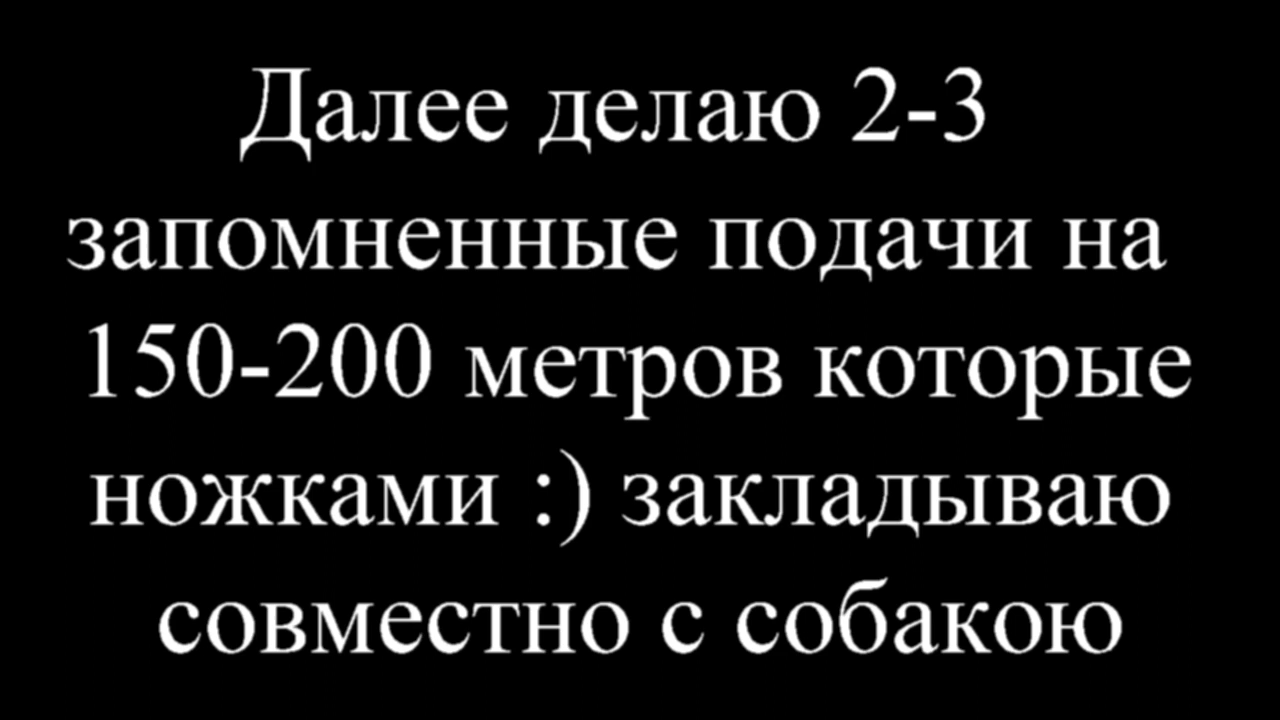 Далее делаю 2-3
запомненные подачи на
150-200 метров которые
ножками :) закладываю
совместно с собакою